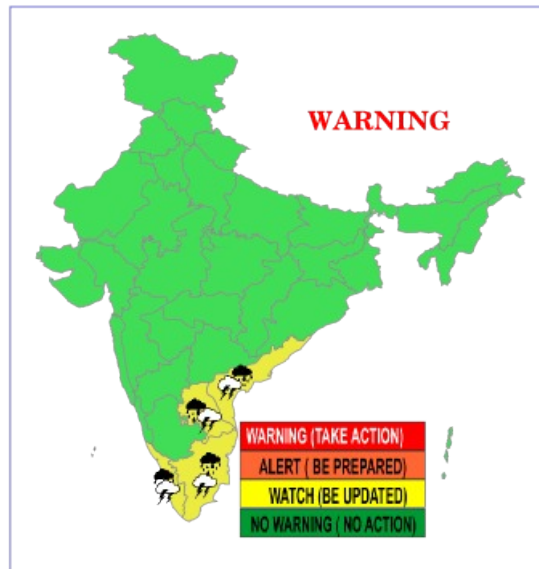 WARNING
WARNING (TAKE ACTION)
ALERT ( BE PREPARED)
WATCH (BE UPDATED)
NO WARNING ( NO ACTION)